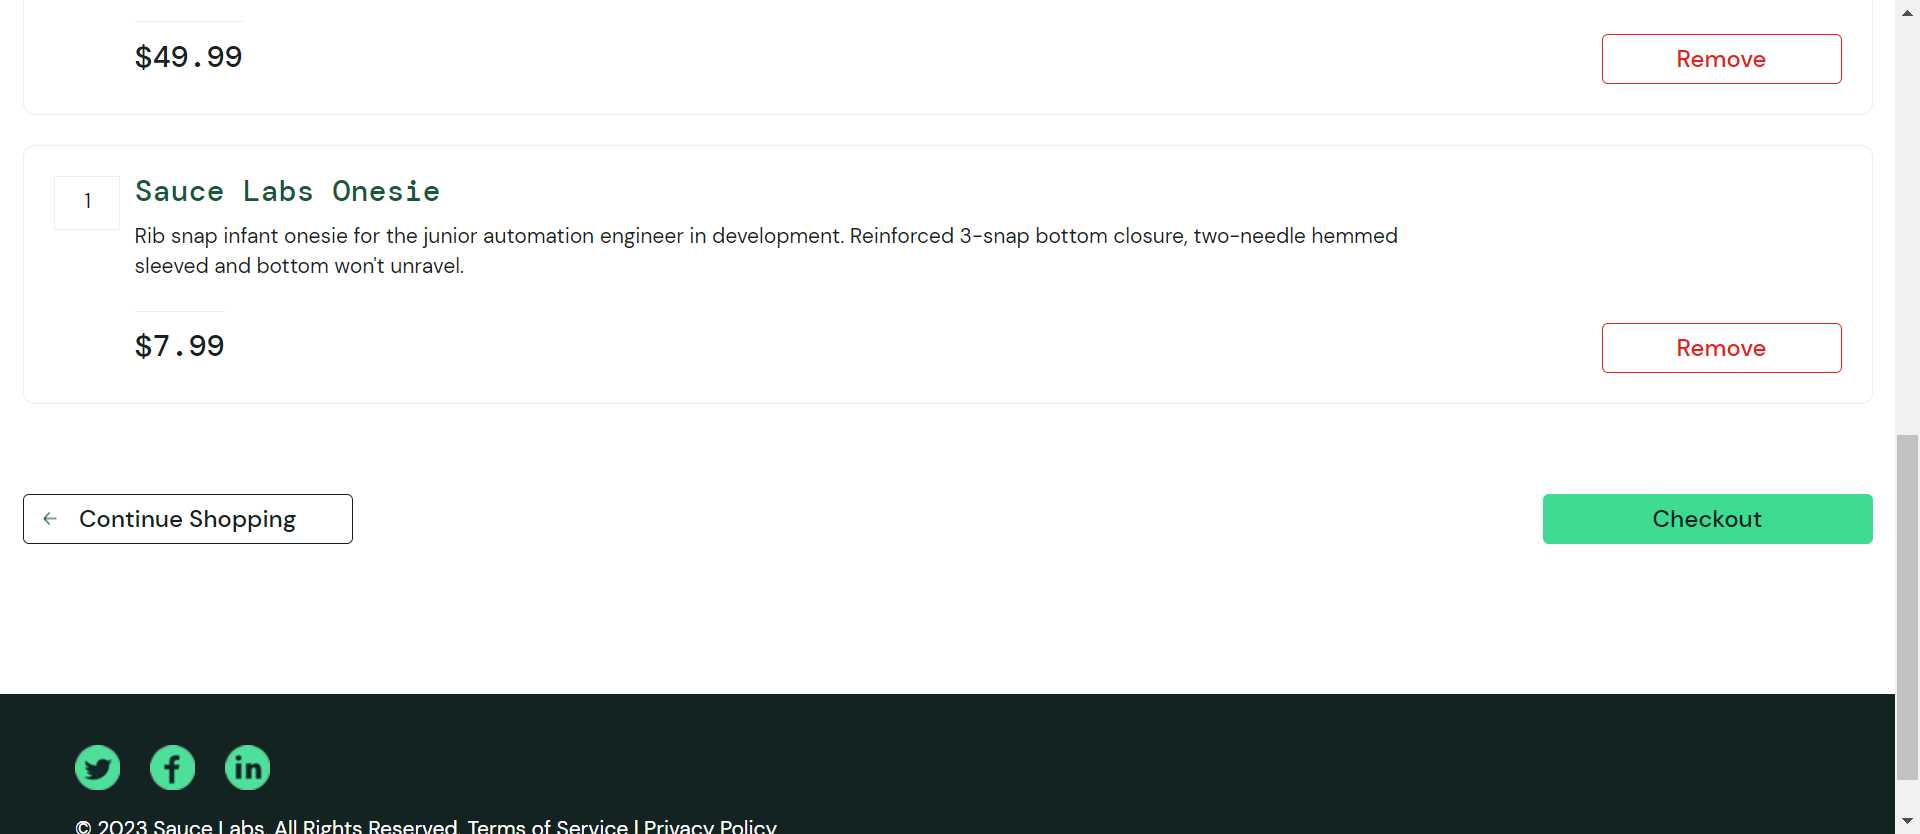 $49.99
Remove
1
Sauce Labs Onesie
Rib snap infant onesie for the junior automation engineer in development. Reinforced 3-snap bottom closure, two-needle hemmed
sleeved and bottom won't unravel.
$7.99
Remove
Continue Shopping
Checkout
© 2023 Sauce Labs. All Rights Reserved. Terms of Service | Privacy Policy